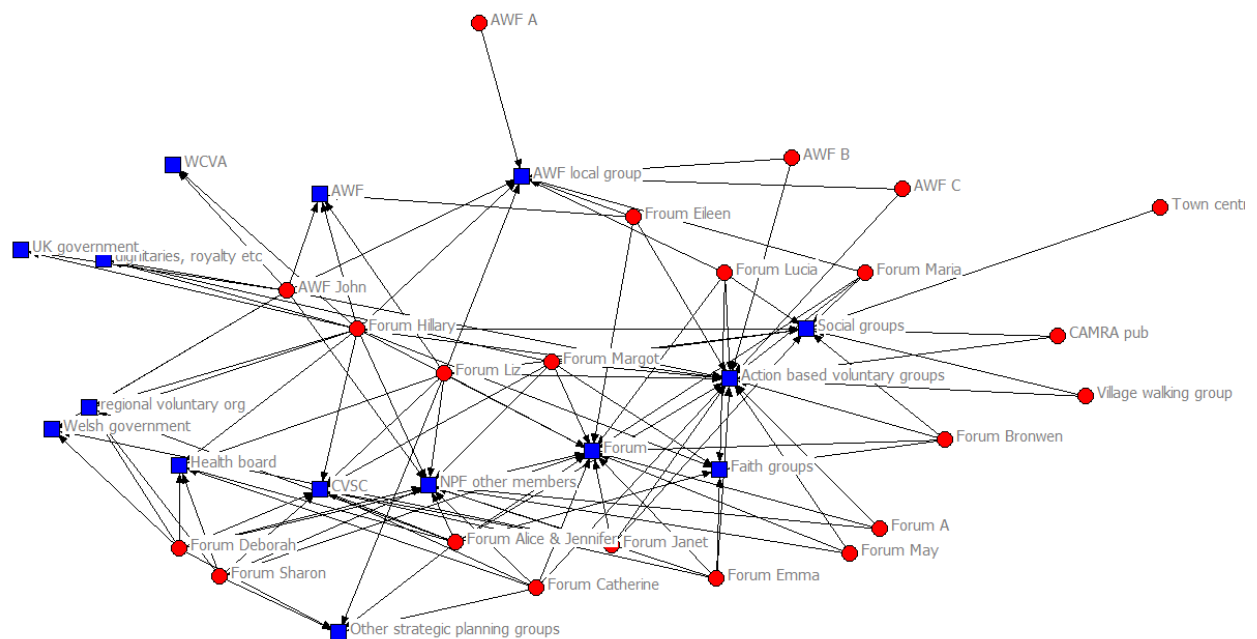 AWF A
AWF B
WCVA
AWF local group
AWF C
AWF
Town centr
Froum Eileen
UK government
dignitaries, royalty etc
Forum Lucia
Forum Maria
AWF John
Forum Hillary
Social groups
CAMRA pub
Forum Margot
Forum Liz
Action based voluntary groups
Village walking group
regional voluntary org
Welsh government
Forum Bronwen
Forum
Health board
Faith groups
CVSC
NPF other members
Forum A
Forum Deborah
Forum Alice & Jennifer
Forum Janet
Forum May
Forum Sharon
Forum Catherine
Forum Emma
Other strategic planning groups